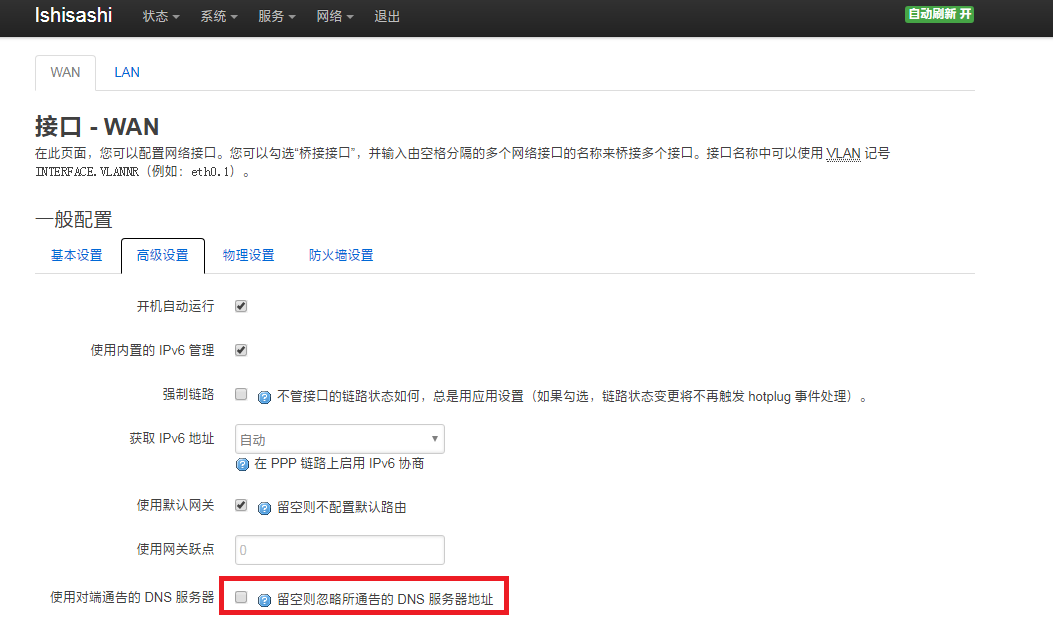 Ishisashi 状态 系统 服务 网络 退出 自动刷新 开
WAN LAN
接口 - WAN
在此页面，您可以配置网络接口。您可以勾选“桥接接口”，并输入由空格分隔的多个网络接口的名称来桥接多个接口。接口名称中可以使用 VLAN 记号
INTERFACE.VLANNR（例如：eth0.1）。
一般配置
基本设置 高级设置 物理设置 防火墙设置
开机自动运行
使用内置的 IPv6 管理
强制链路 不管接口的链路状态如何，总是用应用设置（如果勾选，链路状态变更将不再触发 hotplug 事件处理）。
获取 IPv6 地址 自动
在 PPP 链路上启用 IPv6 协商
使用默认网关 留空则不配置默认路由
使用网关跃点 0
使用对端通告的 DNS 服务器 留空则忽略所通告的 DNS 服务器地址